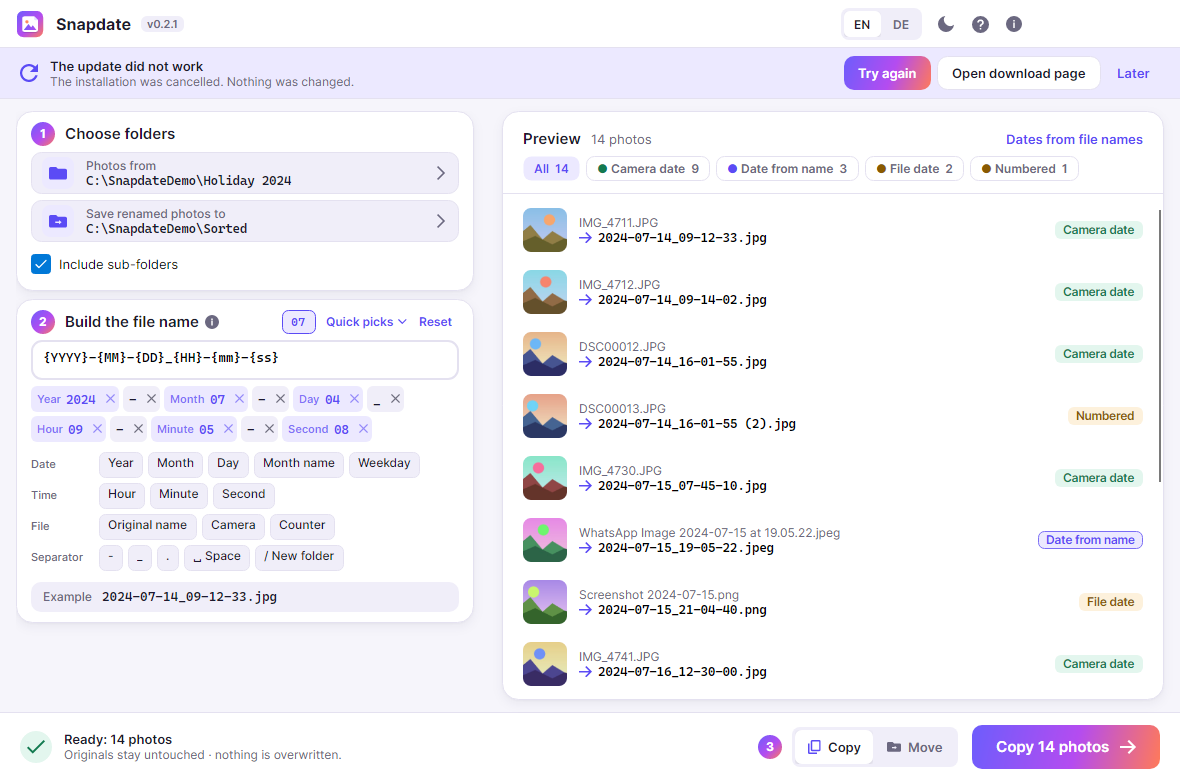 Snapdate v0.2.1
EN DE
The update did not work
The installation was cancelled. Nothing was changed.
Try again Open download page Later
1 Choose folders
Photos from
C:\SnapdateDemo\Holiday 2024
Save renamed photos to
C:\SnapdateDemo\Sorted
Include sub-folders
2 Build the file name 07 Quick picks Reset
{YYYY}-{MM}-{DD}_{HH}-{mm}-{ss}
Year 2024 × - × Month 07 × - × Day 04 × _ ×
Hour 09 × - × Minute 05 × - × Second 08 ×
Date Year Month Day Month name Weekday
Time Hour Minute Second
File Original name Camera Counter
Separator - _ . ␣ Space / New folder
Example 2024-07-14_09-12-33.jpg
Preview 14 photos Dates from file names
All 14 Camera date 9 Date from name 3 File date 2 Numbered 1
IMG_4711.JPG
→ 2024-07-14_09-12-33.jpg Camera date
IMG_4712.JPG
→ 2024-07-14_09-14-02.jpg Camera date
DSC00012.JPG
→ 2024-07-14_16-01-55.jpg Camera date
DSC00013.JPG
→ 2024-07-14_16-01-55 (2).jpg Numbered
IMG_4730.JPG
→ 2024-07-15_07-45-10.jpg Camera date
WhatsApp Image 2024-07-15 at 19.05.22.jpeg
→ 2024-07-15_19-05-22.jpeg Date from name
Screenshot 2024-07-15.png
→ 2024-07-15_21-04-40.png File date
IMG_4741.JPG
→ 2024-07-16_12-30-00.jpg Camera date
Ready: 14 photos
Originals stay untouched · nothing is overwritten.
3 Copy Move Copy 14 photos →